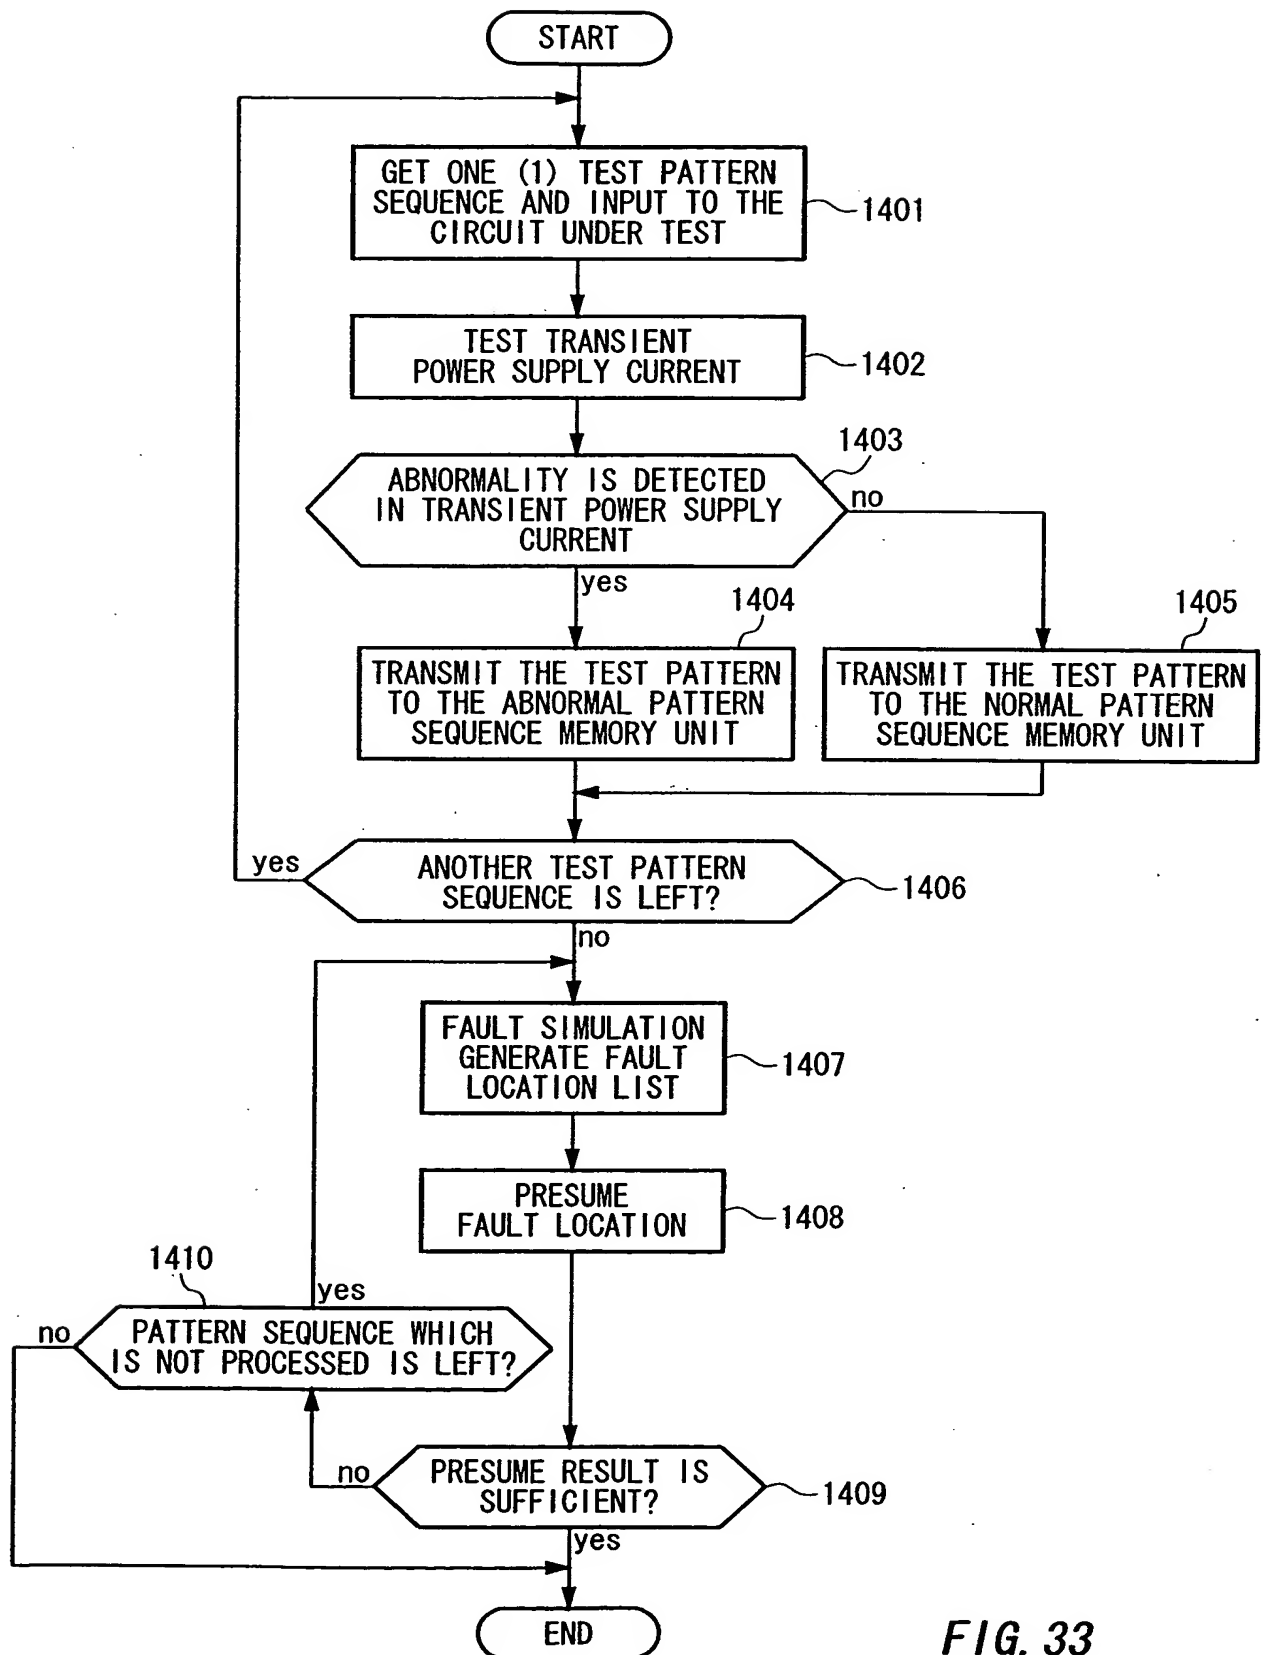 START
GET ONE (1) TEST PATTERN
SEQUENCE AND INPUT TO THE
CIRCUIT UNDER TEST
1401
TEST TRANSIENT
POWER SUPPLY CURRENT
1402
1403
ABNORMALITY IS DETECTED
IN TRANSIENT POWER SUPPLY
CURRENT
no
yes
1404
1405
TRANSMIT THE TEST PATTERN
TO THE ABNORMAL PATTERN
SEQUENCE MEMORY UNIT
TRANSMIT THE TEST PATTERN
TO THE NORMAL PATTERN
SEQUENCE MEMORY UNIT
yes
ANOTHER TEST PATTERN
SEQUENCE IS LEFT?
1406
no
FAULT SIMULATION
GENERATE FAULT
LOCATION LIST
1407
PRESUME
FAULT LOCATION
1408
1410
yes
no
PATTERN SEQUENCE WHICH
IS NOT PROCESSED IS LEFT?
no
PRESUME RESULT IS
SUFFICIENT?
1409
yes
END
FIG. 33